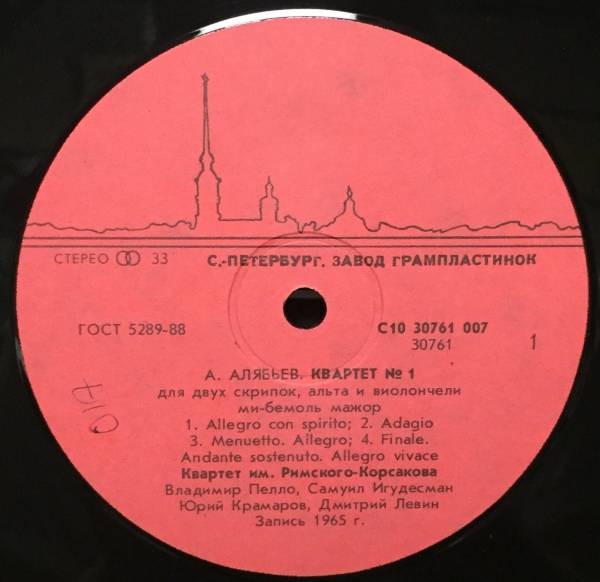 СТЕРЕО 33 С.-ПЕТЕРБУРГ. ЗАВОД ГРАМПЛАСТИНОК
ГОСТ 5289-88 С10 30761 007
30761 1
А. АЛЯБЬЕВ. КВАРТЕТ № 1
для двух скрипок, альта и виолончели
ми-бемоль мажор
1. Allegro con spirito; 2. Adagio
3. Menuetto. Allegro; 4. Finale.
Andante sostenuto. Allegro vivace
Квартет им. Римского-Корсакова
Владимир Пелло, Самуил Игудесман
Юрий Крамаров, Дмитрий Левин
Запись 1965 г.